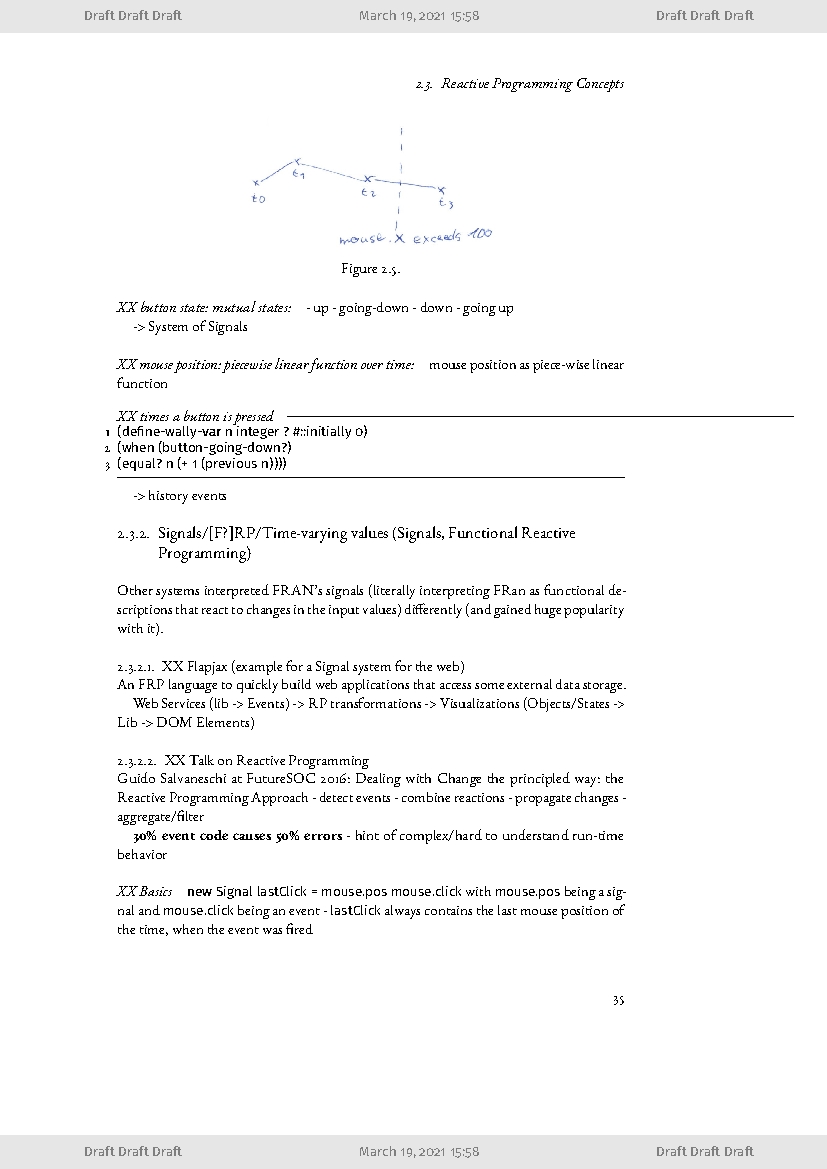 Draft Draft Draft March 19, 2021 15:58 Draft Draft Draft
2.3. Reactive Programming Concepts
t0 t1 t2 t3
mouse.x exceeds 100
Figure 2.5.
XX button state: mutual states: - up - going-down - down - going up
-> System of Signals
XX mouse position: piecewise linear function over time: mouse position as piece-wise linear
function
XX times a button is pressed
1 (define-wally-var n integer ? #::initially 0)
2 (when (button-going-down?)
3 (equal? n (+ 1 (previous n))))
-> history events
2.3.2. Signals/[F?]RP/Time-varying values (Signals, Functional Reactive
Programming)
Other systems interpreted FRAN's signals (literally interpreting FRan as functional de-
scriptions that react to changes in the input values) differently (and gained huge popularity
with it).
2.3.2.1. XX Flapjax (example for a Signal system for the web)
An FRP language to quickly build web applications that access some external data storage.
Web Services (lib -> Events) -> RP transformations -> Visualizations (Objects/States ->
Lib -> DOM Elements)
2.3.2.2. XX Talk on Reactive Programming
Guido Salvaneschi at FutureSOC 2016: Dealing with Change the principled way: the
Reactive Programming Approach - detect events - combine reactions - propagate changes -
aggregate/filter
30% event code causes 50% errors - hint of complex/hard to understand run-time
behavior
XX Basics new Signal lastClick = mouse.pos mouse.click with mouse.pos being a sig-
nal and mouse.click being an event - lastClick always contains the last mouse position of
the time, when the event was fired
35
Draft Draft Draft March 19, 2021 15:58 Draft Draft Draft